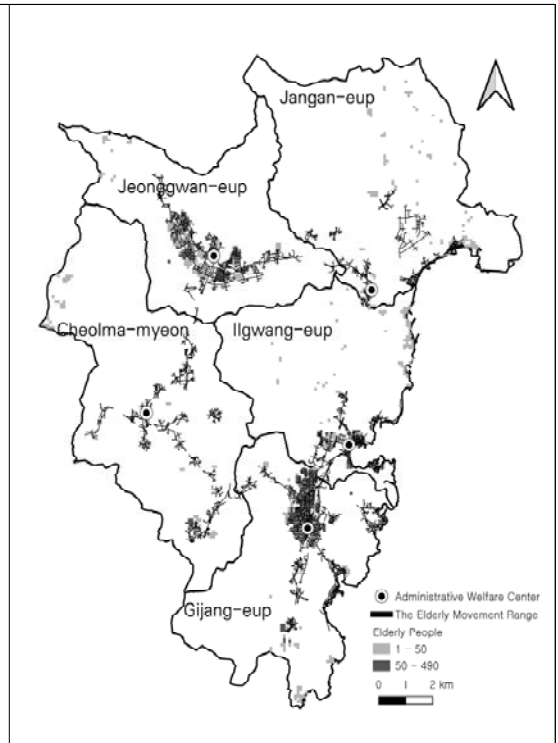 Jangan-eup
Jeonggwan-eup
Cheolma-myeon
Ilgwang-eup
Gijang-eup
Administrative Welfare Center
The Elderly Movement Range
Elderly People
1 - 50
50 - 490
0 1 2 km